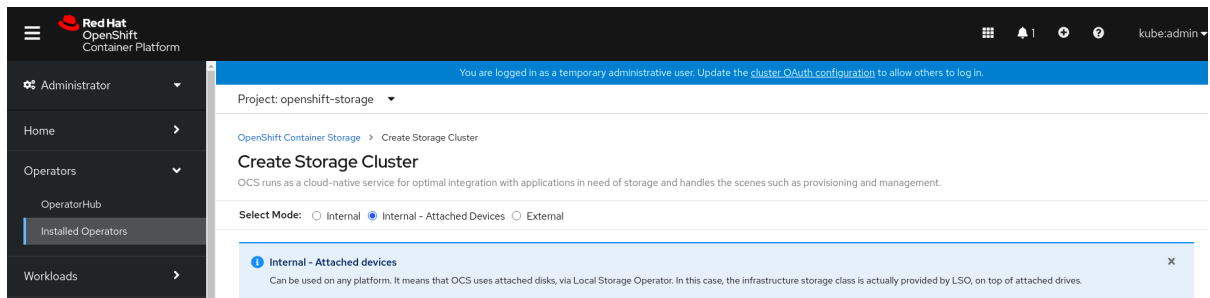 Red Hat
OpenShift
Container Platform
1
kube:admin
Administrator
You are logged in as a temporary administrative user. Update the cluster OAuth configuration to allow others to log in.
Project: openshift-storage
Home
OpenShift Container Storage > Create Storage Cluster
Create Storage Cluster
Operators
OCS runs as a cloud-native service for optimal integration with applications in need of storage and handles the scenes such as provisioning and management.
OperatorHub
Select Mode: Internal Internal - Attached Devices External
Installed Operators
Internal - Attached devices
Workloads
Can be used on any platform. It means that OCS uses attached disks, via Local Storage Operator. In this case, the infrastructure storage class is actually provided by LSO, on top of attached drives.